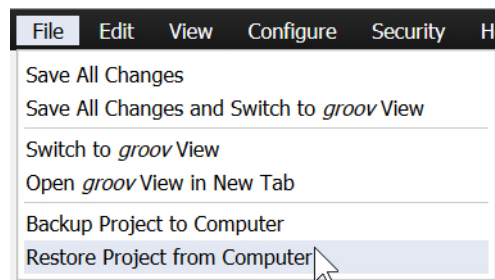 File Edit View Configure Security H
Save All Changes
Save All Changes and Switch to groov View
Switch to groov View
Open groov View in New Tab
Backup Project to Computer
Restore Project from Computer